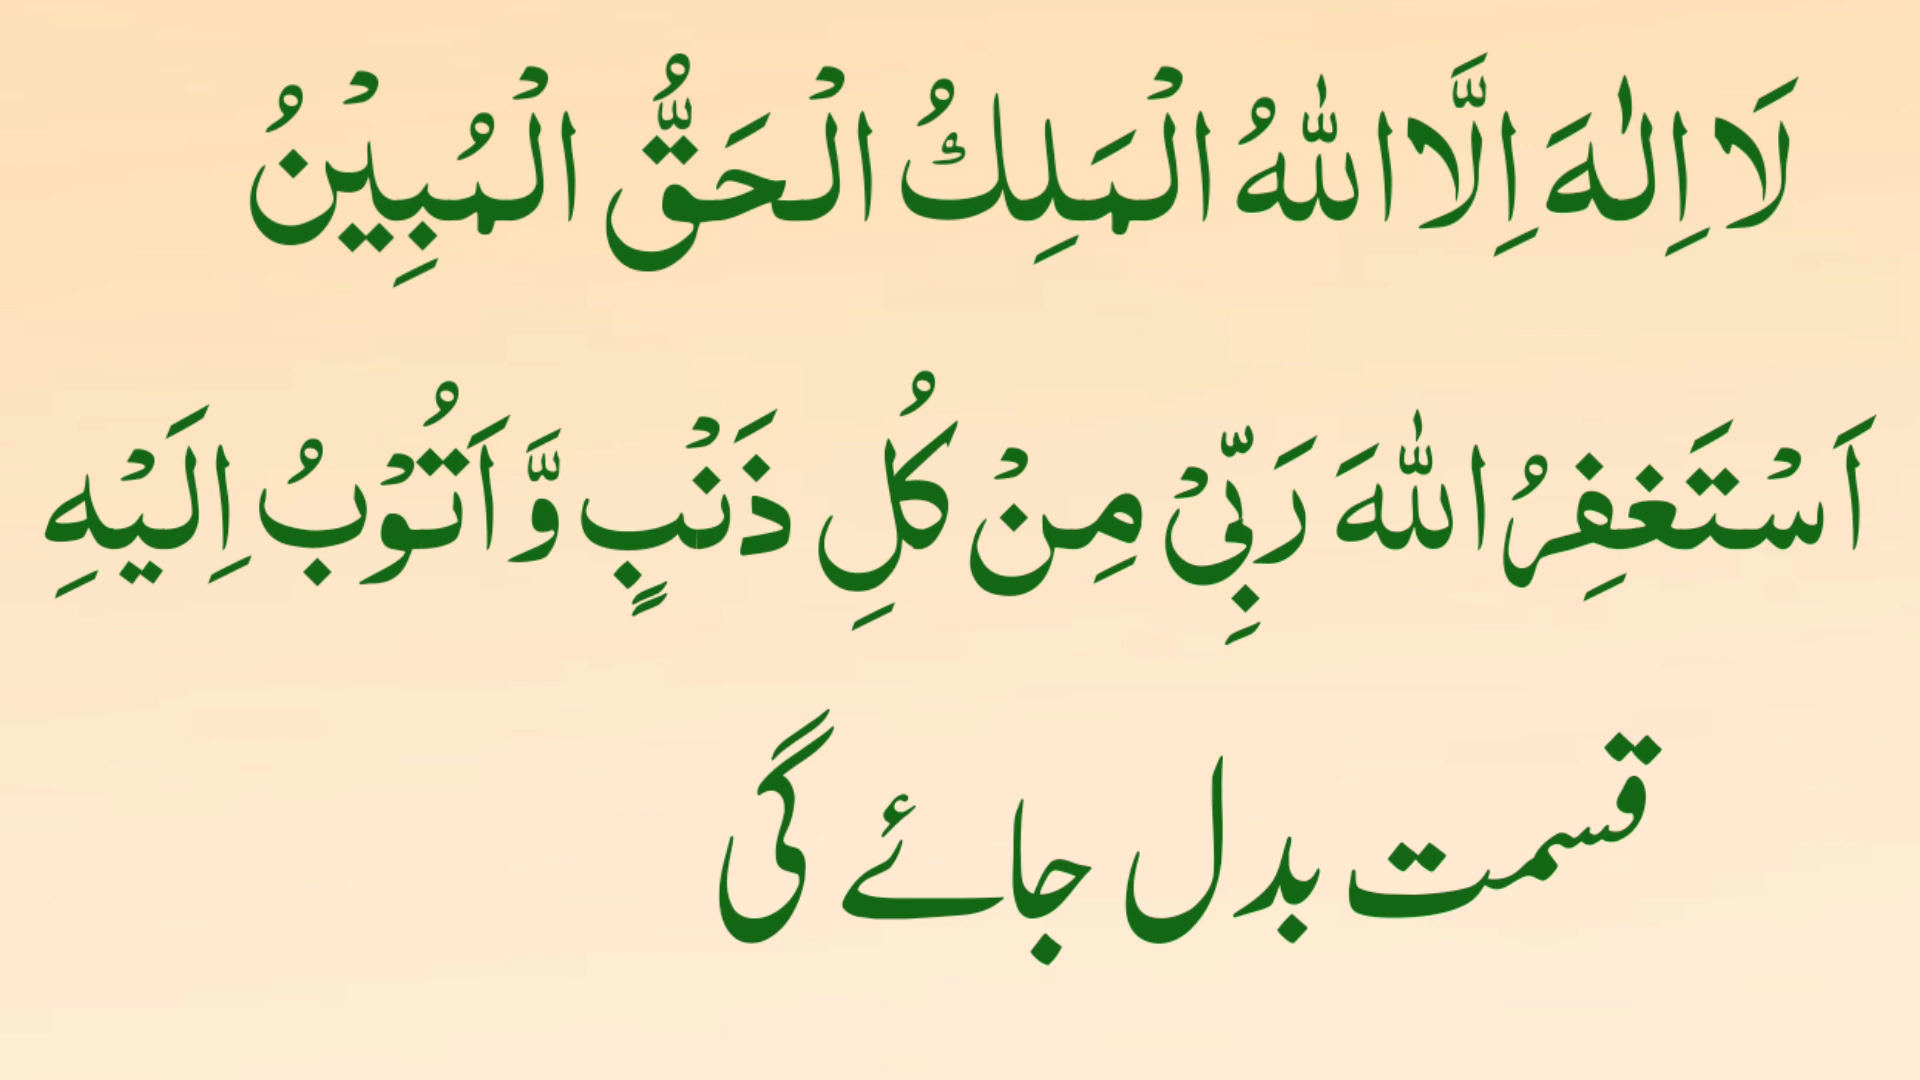 لَا اِلٰهَ اِلَّا اللّٰهُ الْمَلِكُ الْحَقُّ الْمُبِيْنُ
اَسْتَغْفِرُ اللّٰهَ رَبِّيْ مِنْ كُلِ ذَنْبٍ وَّ اَتُوْبُ اِلَيْهِ
قسمت بدل جائے گی